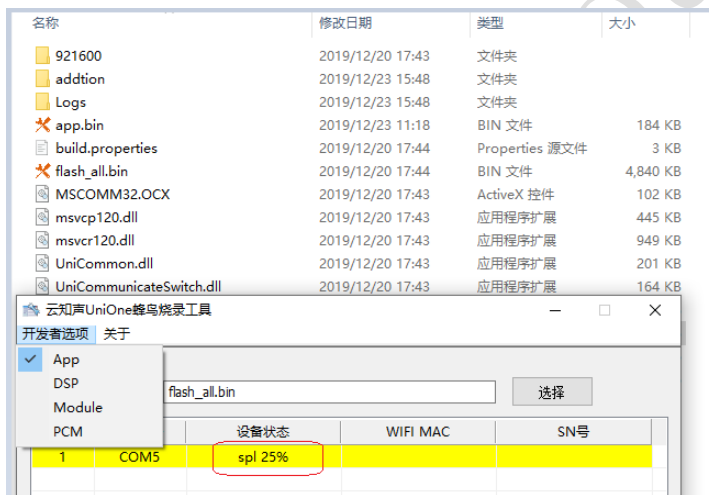 名称 修改日期 类型 大小
921600 2019/12/20 17:43 文件夹
addtion 2019/12/23 15:48 文件夹
Logs 2019/12/23 15:48 文件夹
app.bin 2019/12/23 11:18 BIN 文件 184 KB
build.properties 2019/12/20 17:44 Properties 源文件 3 KB
flash_all.bin 2019/12/20 17:44 BIN 文件 4,840 KB
MSCOMM32.OCX 2019/12/20 17:43 ActiveX 控件 102 KB
msvcp120.dll 2019/12/20 17:43 应用程序扩展 445 KB
msvcr120.dll 2019/12/20 17:43 应用程序扩展 949 KB
UniCommon.dll 2019/12/20 17:43 应用程序扩展 201 KB
UniCommunicateSwitch.dll 2019/12/20 17:43 应用程序扩展 164 KB
云知声UniOne蜂鸟烧录工具
开发者选项 关于
App
DSP
Module
PCM
flash_all.bin 选择
设备状态 WIFI MAC SN号
1 COM5 spl 25%